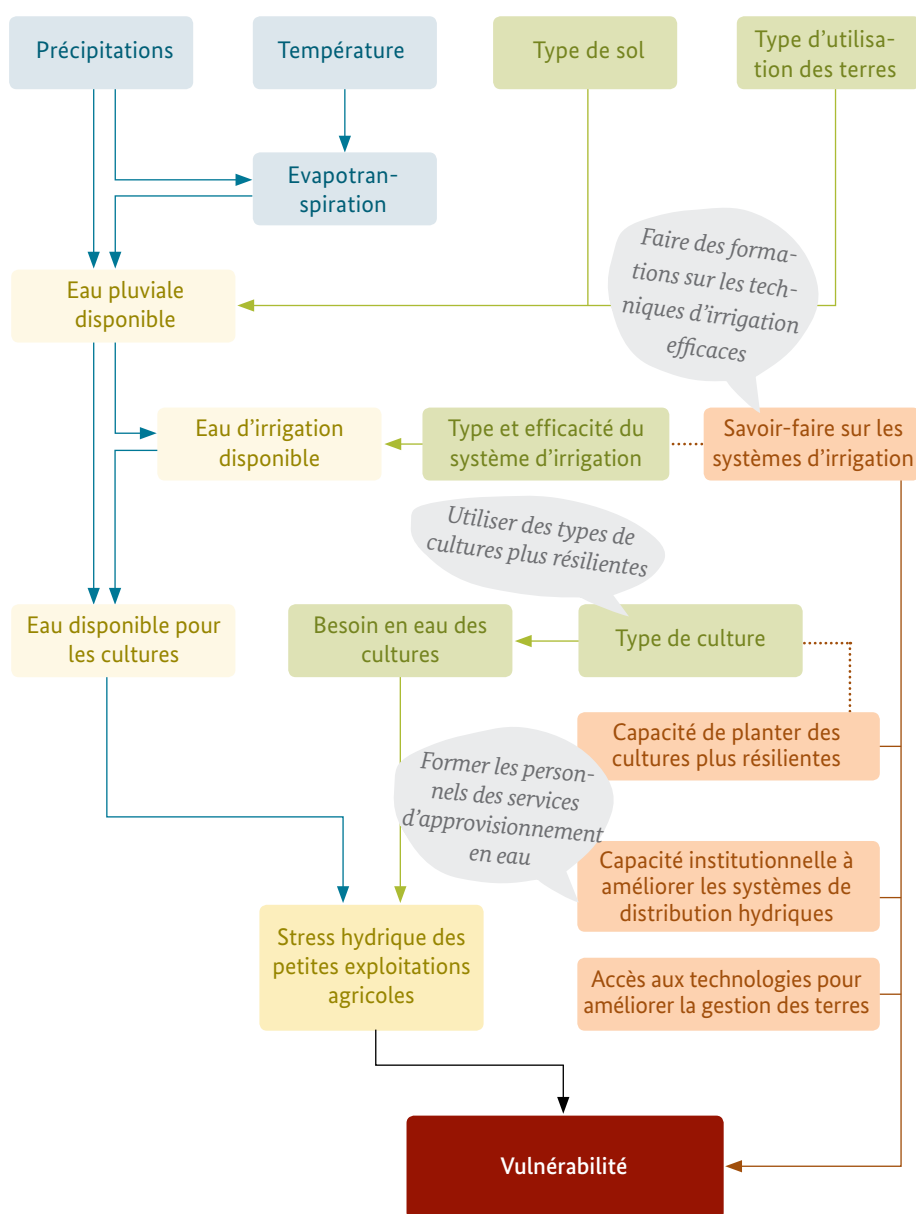 Précipitations
Température
Type de sol
Type d'utilisa-
tion des terres
Evapotran-
spiration
Faire des forma-
tions sur les tech-
niques d'irrigation
efficaces
Eau pluviale
disponible
Eau d'irrigation
disponible
Type et efficacité du
système d'irrigation
Savoir-faire sur les
systèmes d'irrigation
Utiliser des types de
cultures plus résilientes
Eau disponible pour
les cultures
Besoin en eau des
cultures
Type de culture
Capacité de planter des
cultures plus résilientes
Former les person-
nels des services
d'approvisionnement
en eau
Capacité institutionnelle à
améliorer les systèmes de
distribution hydriques
Stress hydrique des
petites exploitations
agricoles
Accès aux technologies pour
améliorer la gestion des terres
Vulnérabilité